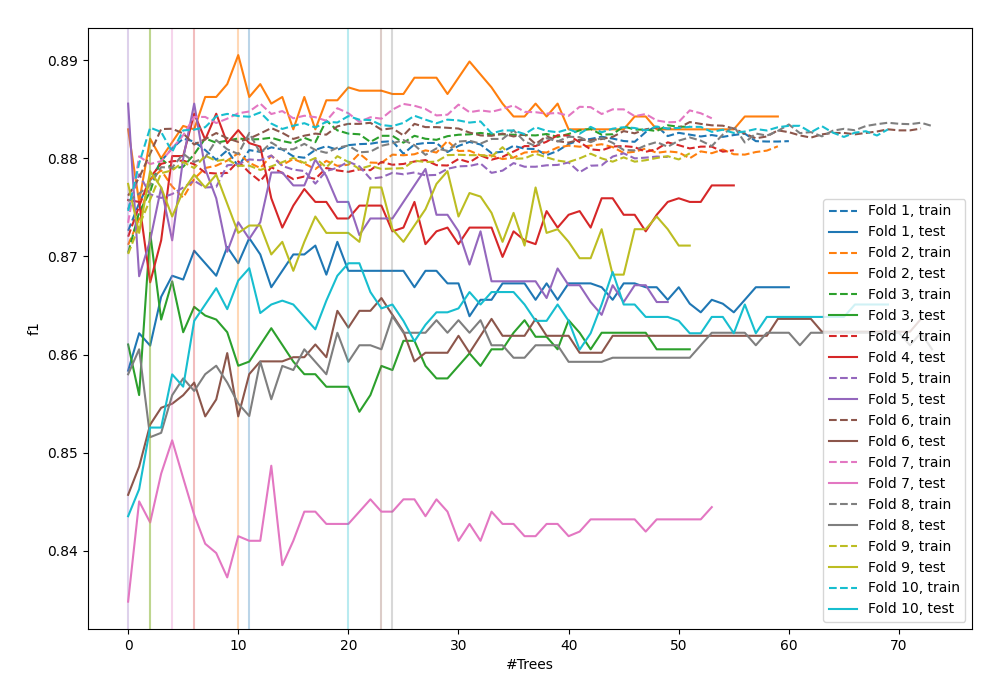 0.89
0.88
0.87
0.86
0.85
0.84
f1
0
10
20
30
40
50
60
70
#Trees
Fold 1, train
Fold 1, test
Fold 2, train
Fold 2, test
Fold 3, train
Fold 3, test
Fold 4, train
Fold 4, test
Fold 5, train
Fold 5, test
Fold 6, train
Fold 6, test
Fold 7, train
Fold 7, test
Fold 8, train
Fold 8, test
Fold 9, train
Fold 9, test
Fold 10, train
Fold 10, test